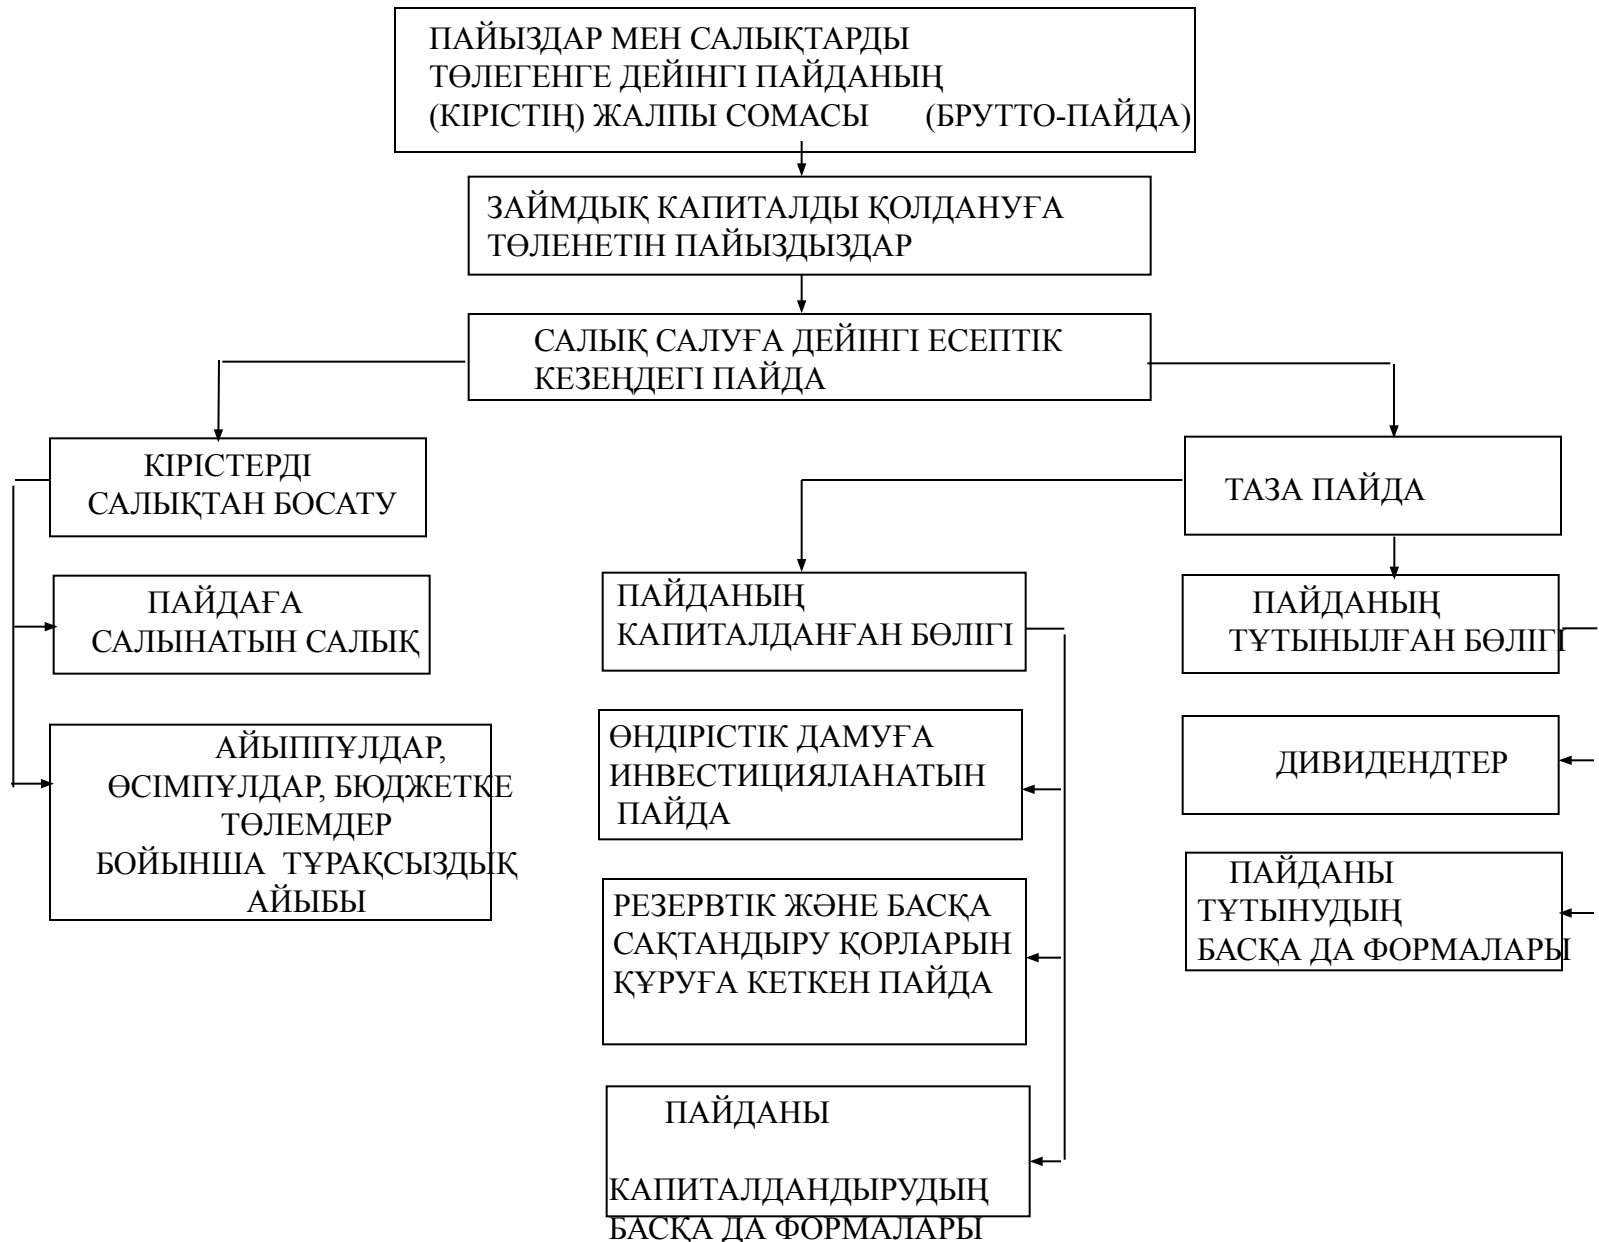 ПАЙЫЗДАР МЕН САЛЫҚТАРДЫ
ТӨЛЕГЕНГЕ ДЕЙІНГІ ПАЙДАНЫҢ
(КІРІСТІҢ) ЖАЛПЫ СОМАСЫ (БРУТТО-ПАЙДА)
ЗАЙМДЫҚ КАПИТАЛДЫ ҚОЛДАНУҒА
ТӨЛЕНЕТІН ПАЙЫЗДЫЗДАР
САЛЫҚ САЛУҒА ДЕЙІНГІ ЕСЕПТІК
КЕЗЕҢДЕГІ ПАЙДА
КІРІСТЕРДІ
САЛЫҚТАН БОСАТУ
ПАЙДАҒА
САЛЫНАТЫН САЛЫҚ
АЙЫППҰЛДАР,
ӨСІМПҰЛДАР, БЮДЖЕТКЕ
ТӨЛЕМДЕР
БОЙЫНША ТҰРАҚСЫЗДЫҚ
АЙЫБЫ
ТАЗА ПАЙДА
ПАЙДАНЫҢ
КАПИТАЛДАНҒАН БӨЛІГІ
ӨНДІРІСТІК ДАМУҒА
ИНВЕСТИЦИЯЛАНАТЫН
ПАЙДА
РЕЗЕРВТІК ЖӘНЕ БАСҚА
САҚТАНДЫРУ ҚОРЛАРЫН
ҚҰРУҒА КЕТКЕН ПАЙДА
ПАЙДАНЫ
КАПИТАЛДАНДЫРУДЫҢ
БАСҚА ДА ФОРМАЛАРЫ
ПАЙДАНЫҢ
ТҰТЫНЫЛҒАН БӨЛІГІ
ДИВИДЕНДТЕР
ПАЙДАНЫ
ТҰТЫНУДЫҢ
БАСҚА ДА ФОРМАЛАРЫ